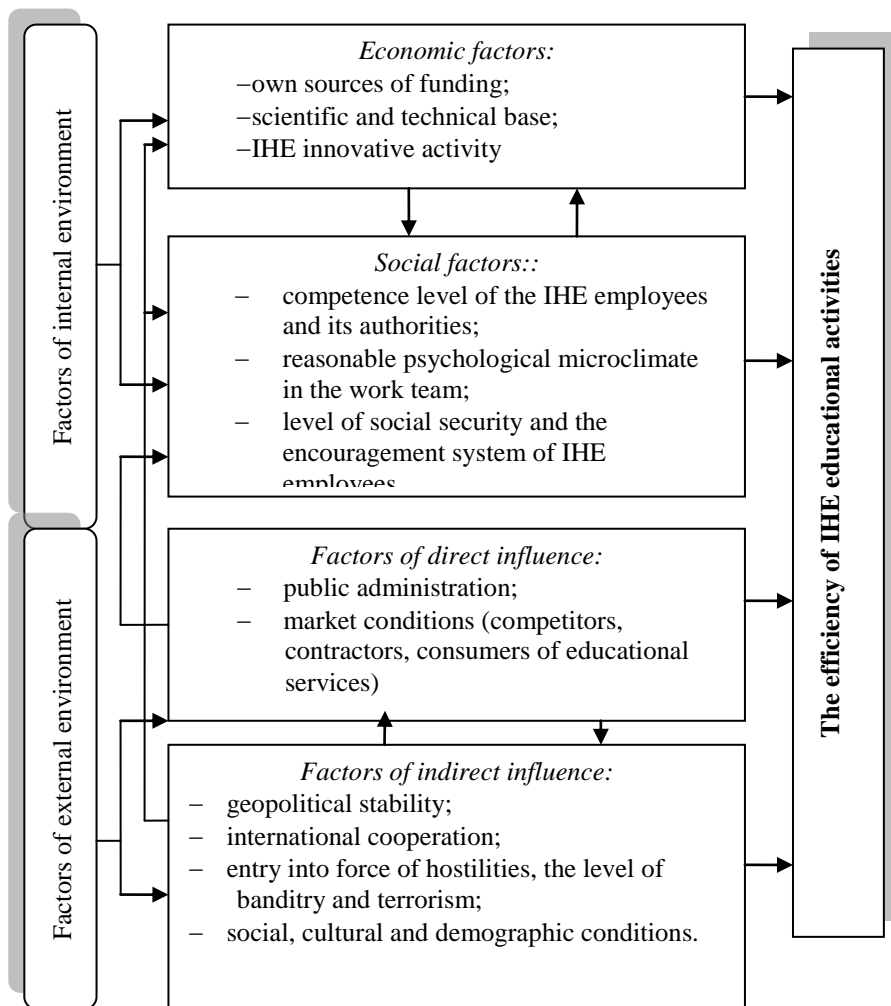 Factors of internal environment
Factors of external environment
Economic factors:
−own sources of funding;
−scientific and technical base;
−IHE innovative activity
Social factors::
− competence level of the IHE employees
and its authorities;
− reasonable psychological microclimate
in the work team;
− level of social security and the
encouragement system of IHE
employees
Factors of direct influence:
− public administration;
− market conditions (competitors,
contractors, consumers of educational
services)
Factors of indirect influence:
− geopolitical stability;
− international cooperation;
− entry into force of hostilities, the level of
banditry and terrorism;
− social, cultural and demographic conditions.
The efficiency of IHE educational activities